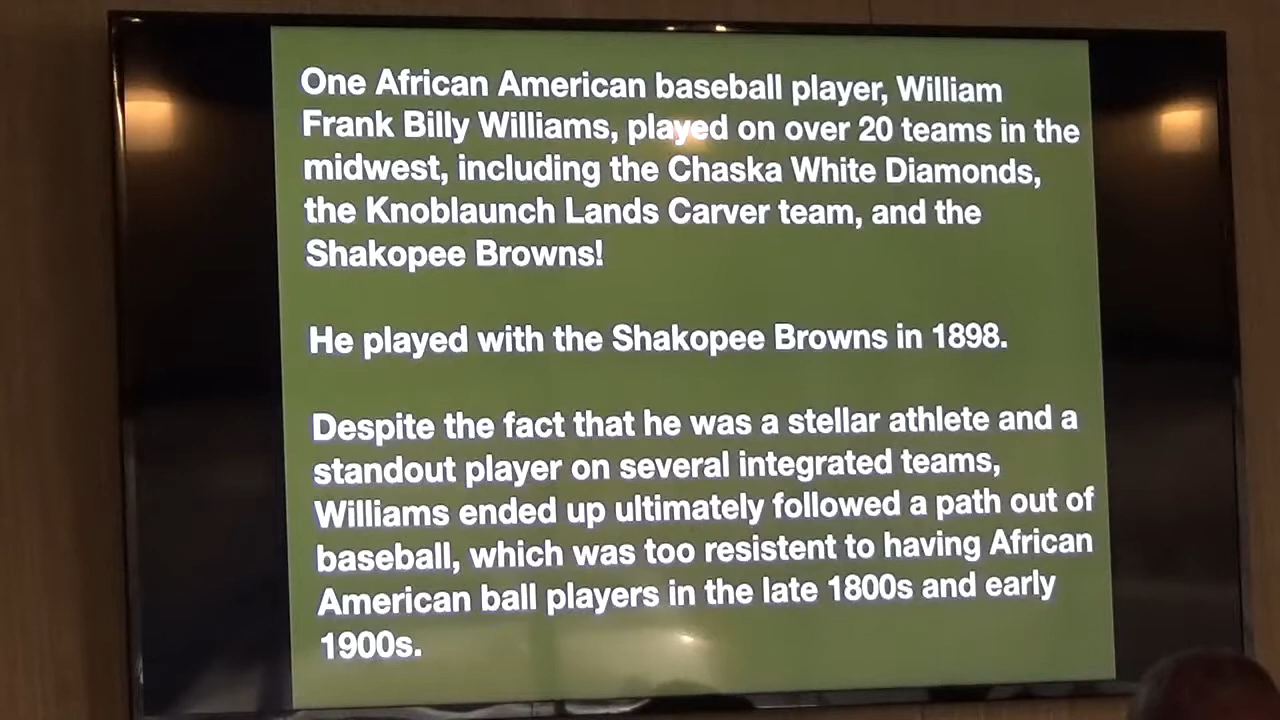 One African American baseball player, William
Frank Billy Williams, played on over 20 teams in the
midwest, including the Chaska White Diamonds,
the Knoblaunch Lands Carver team, and the
Shakopee Browns!
He played with the Shakopee Browns in 1898.
Despite the fact that he was a stellar athlete and a
standout player on several integrated teams,
Williams ended up ultimately followed a path out of
baseball, which was too resistent to having African
American ball players in the late 1800s and early
1900s.